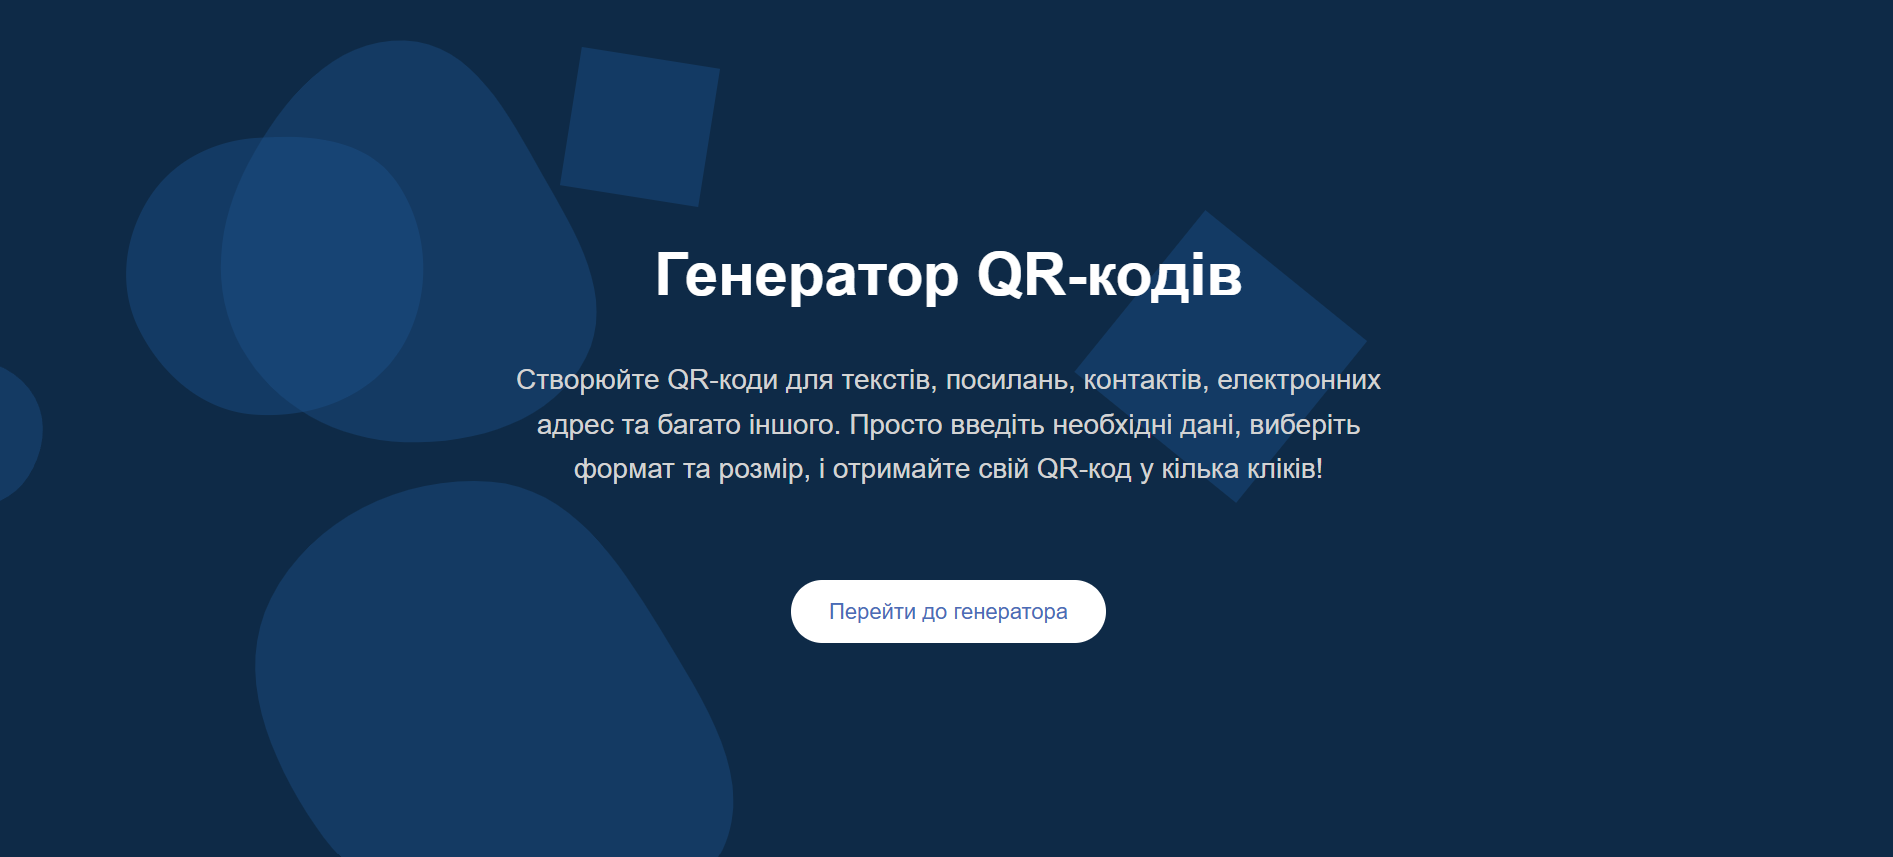 Генератор QR-кодів
Створюйте QR-коди для текстів, посилань, контактів, електронних
адрес та багато іншого. Просто введіть необхідні дані, виберіть
формат та розмір, і отримайте свій QR-код у кілька кліків!
Перейти до генератора